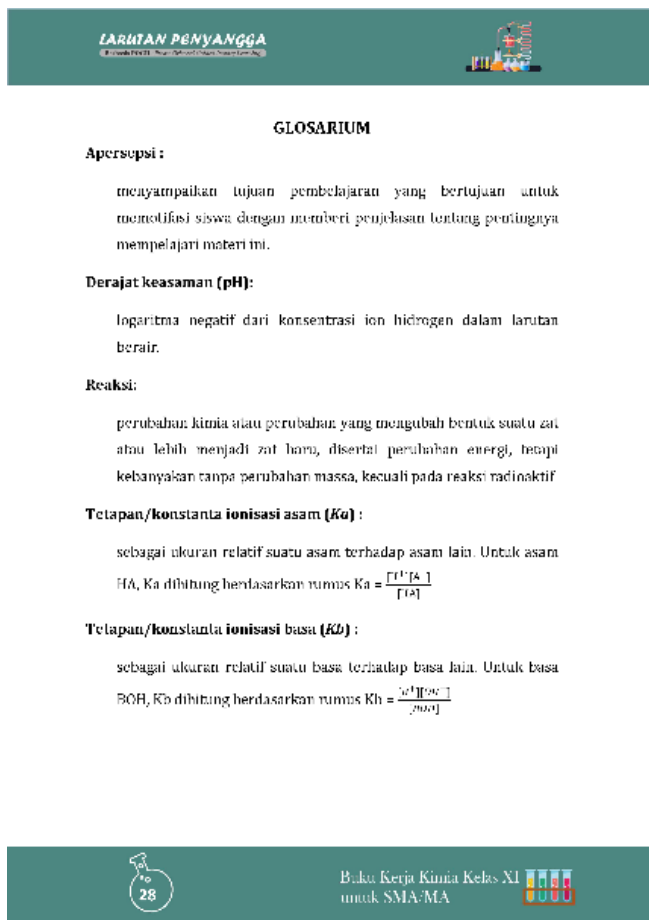 LARUTAN PENYANGGA
GLOSARIUM
Apersepsi :
menyampaikan tujuan pembelajaran yang bertujuan untuk
memotifasi siswa dengan memberi penjelasan tentang pentingnya
mempelajari materi ini.
Derajat keasaman (pH):
logaritma negatif dari konsentrasi ion hidrogen dalam larutan
berair.
Reaksi:
perubahan kimia atau perubahan yang mengubah bentuk suatu zat
atau lebih menjadi zat baru, disertai perubahan energi, tetapi
kebanyakan tanpa perubahan massa, kecuali pada reaksi radioaktif
Tetapan/konstanta ionisasi asam (Ka) :
sebagai ukuran relatif suatu asam terhadap asam lain. Untuk asam
HA, Ka dihitung berdasarkan rumus Ka =
Tetapan/konstanta ionisasi basa (Kb) :
sebagai ukuran relatif suatu basa terhadap basa lain. Untuk basa
BOH, Kb dihitung berdasarkan rumus Kb =
28
Buku Kerja Kimia Kelas XI
untuk SMA/MA